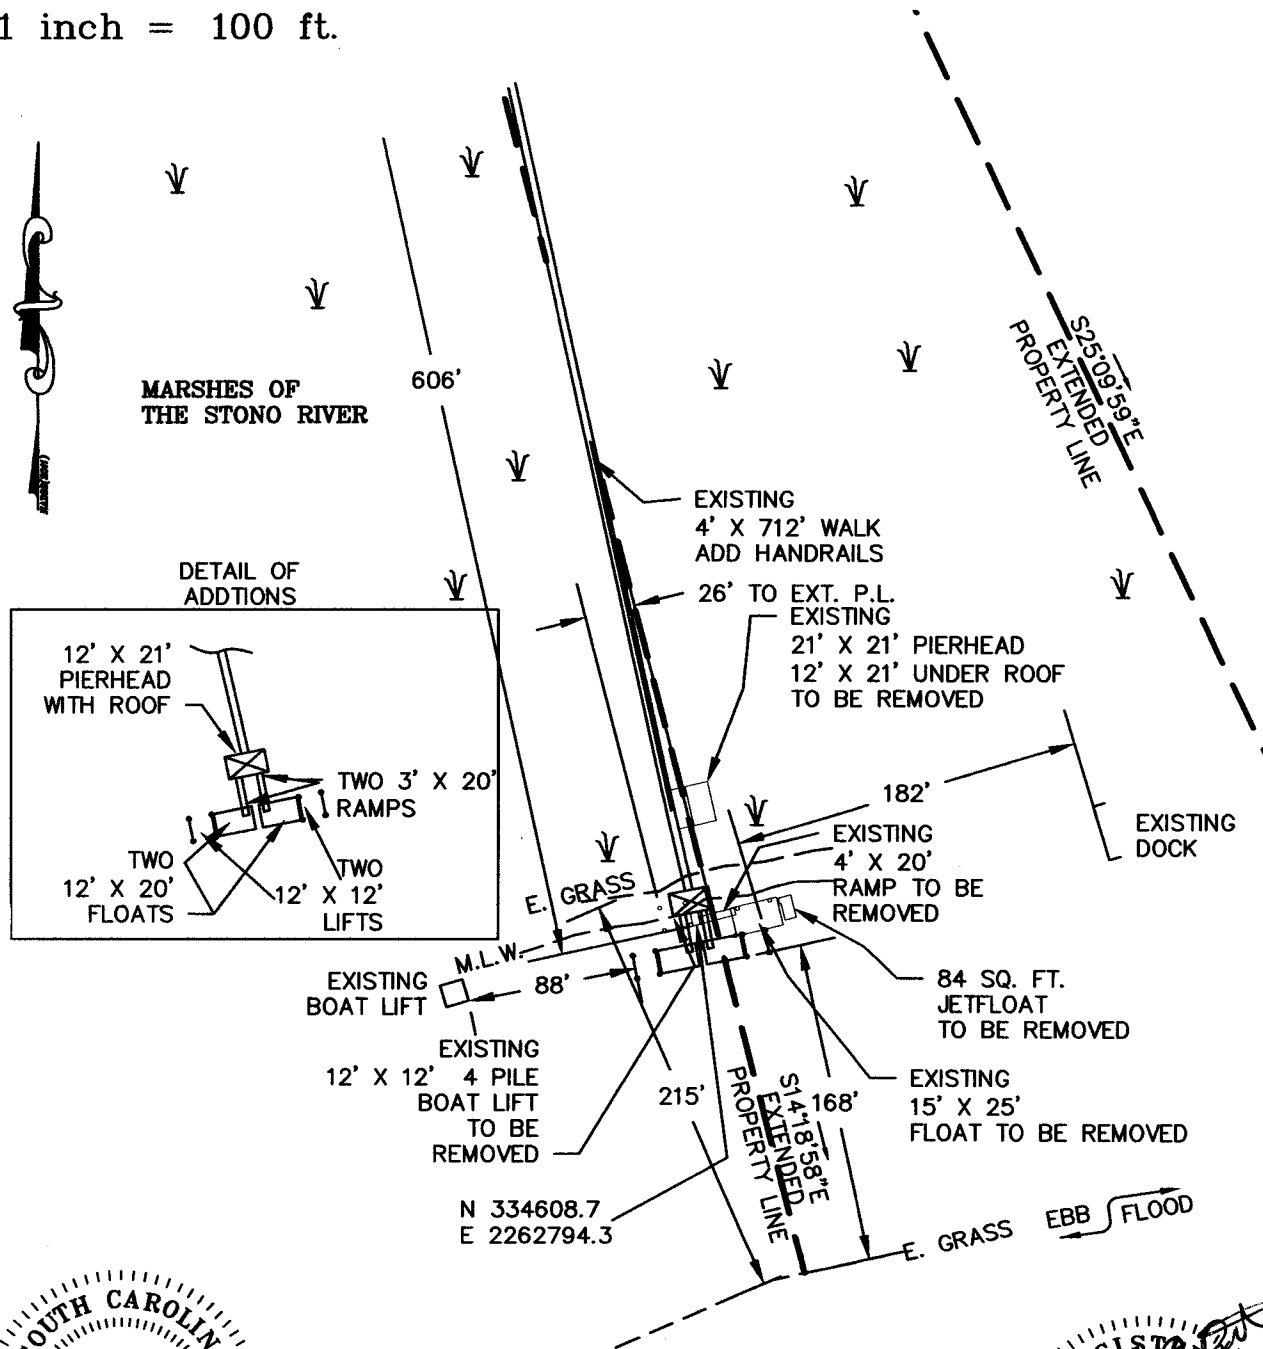 1 inch = 100 ft.
606'
MARSHES OF
THE STONO RIVER
S25°09'59"E
EXTENDED
PROPERTY LINE
EXISTING
4' X 712' WALK
ADD HANDRAILS
26' TO EXT. P.L.
EXISTING
21' X 21' PIERHEAD
12' X 21' UNDER ROOF
TO BE REMOVED
DETAIL OF
ADDTIONS
12' X 21'
PIERHEAD
WITH ROOF
TWO 3' X 20'
RAMPS
TWO
12' X 20'
FLOATS
TWO
12' X 12'
LIFTS
182'
EXISTING
DOCK
EXISTING
4' X 20'
RAMP TO BE
REMOVED
E. GRASS
M.L.W.
EXISTING
BOAT LIFT
88'
84 SQ. FT.
JETFLOAT
TO BE REMOVED
EXISTING
12' X 12' 4 PILE
BOAT LIFT
TO BE
REMOVED
215'
S14°18'58"E
EXTENDED
PROPERTY LINE
168'
EXISTING
15' X 25'
FLOAT TO BE REMOVED
N 334608.7
E 2262794.3
E. GRASS
EBB
FLOOD
OUTH CAROLIN
GIST